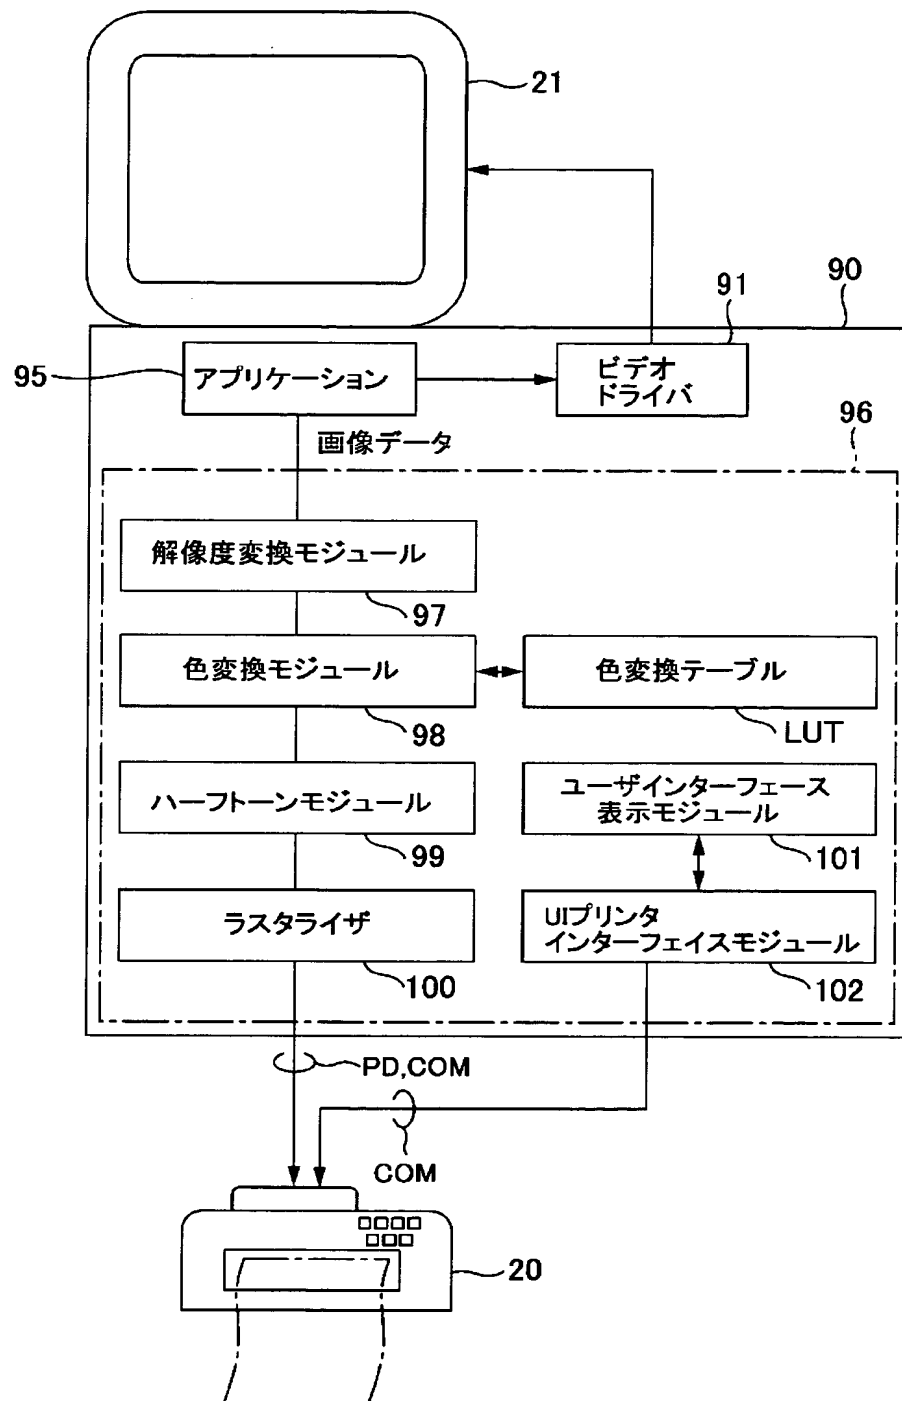 21
90
91
95
アプリケーション
ビデオ
ドライバ
画像データ
96
解像度変換モジュール
97
色変換モジュール
色変換テーブル
98
LUT
ハーフトーンモジュール
ユーザインターフェース
表示モジュール
99
101
ラスタライザ
UIプリンタ
インターフェイスモジュール
100
102
PD,COM
COM
20